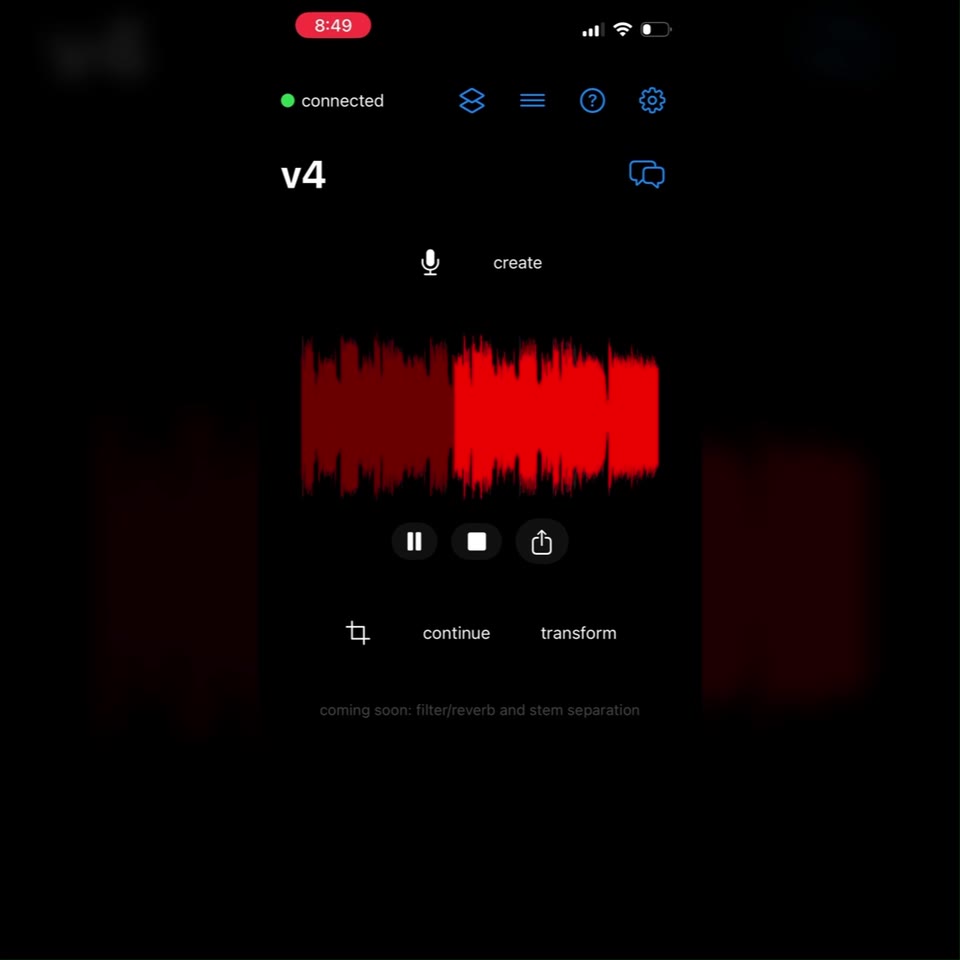 8:49
connected
v4
create
continue transform
coming soon: filter/reverb and stem separation